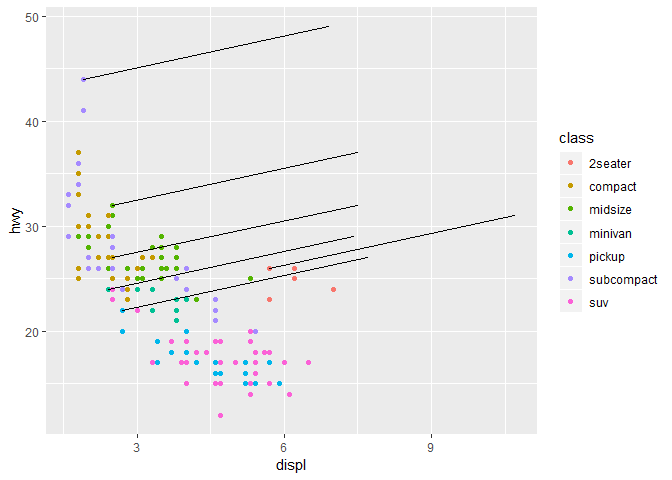 50
40
30
20
hwy
3
6
9
displ
class
2seater
compact
midsize
minivan
pickup
subcompact
suv